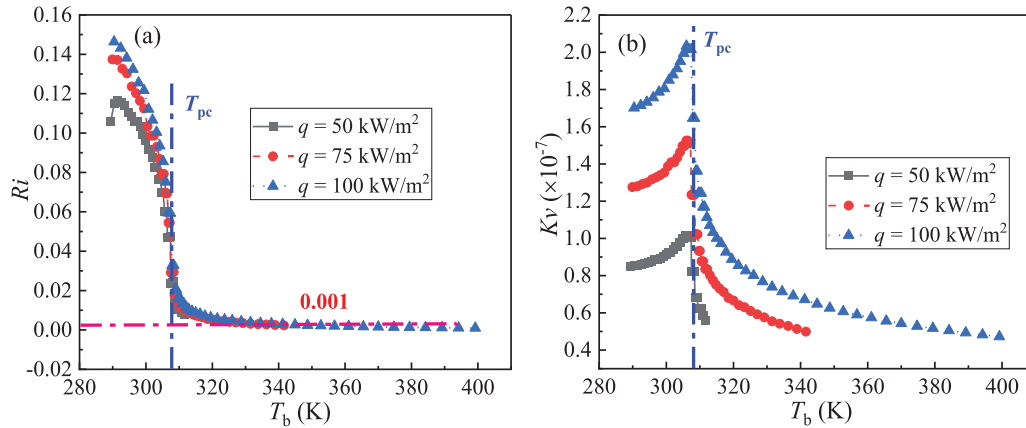 (a)
T_pc
q = 50 kW/m²
q = 75 kW/m²
q = 100 kW/m²
0.001
Ri
0.16
0.14
0.12
0.10
0.08
0.06
0.04
0.02
0.00
-0.02
280 300 320 340 360 380 400
T_b (K)
(b)
T_pc
q = 50 kW/m²
q = 75 kW/m²
q = 100 kW/m²
Kv (×10⁻⁷)
2.0
1.8
1.6
1.4
1.2
1.0
0.8
0.6
0.4
280 300 320 340 360 380 400
T_b (K)